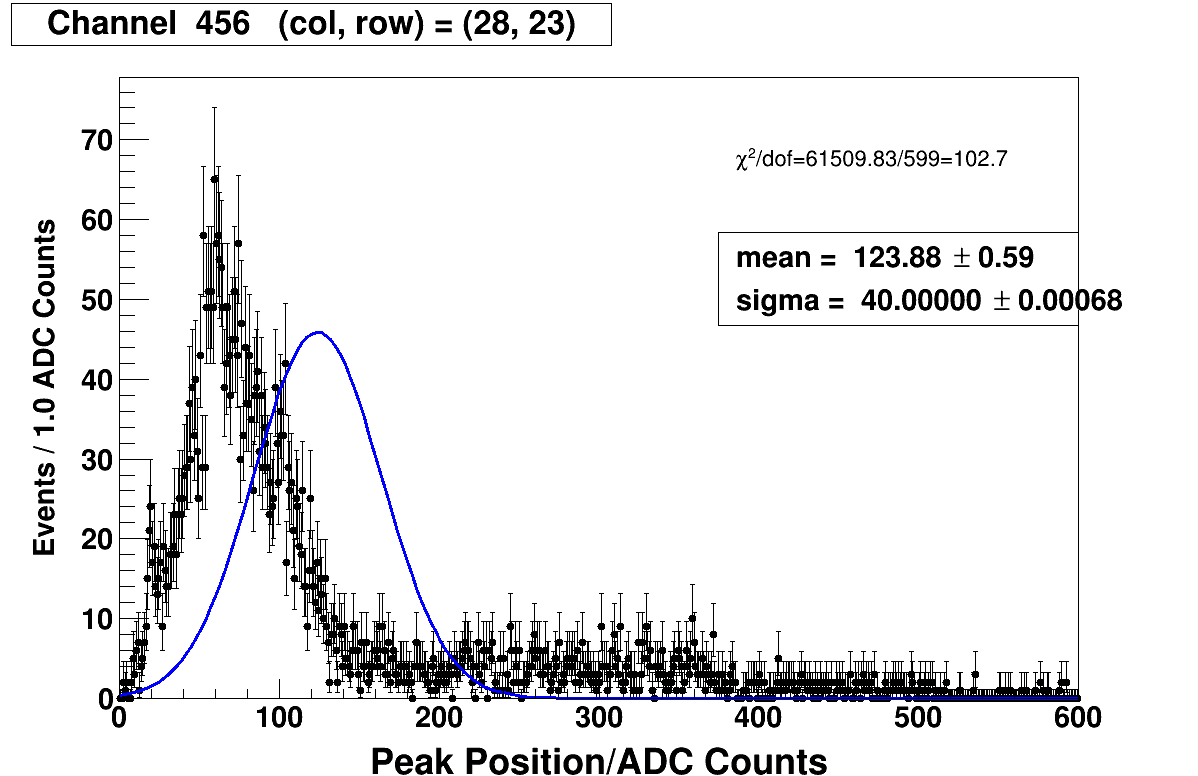 Channel 456 (col, row) = (28, 23)
χ²/dof=61509.83/599=102.7
mean = 123.88 ± 0.59
sigma = 40.00000 ± 0.00068
Events / 1.0 ADC Counts
70
60
50
40
30
20
10
0
0 100 200 300 400 500 600
Peak Position/ADC Counts